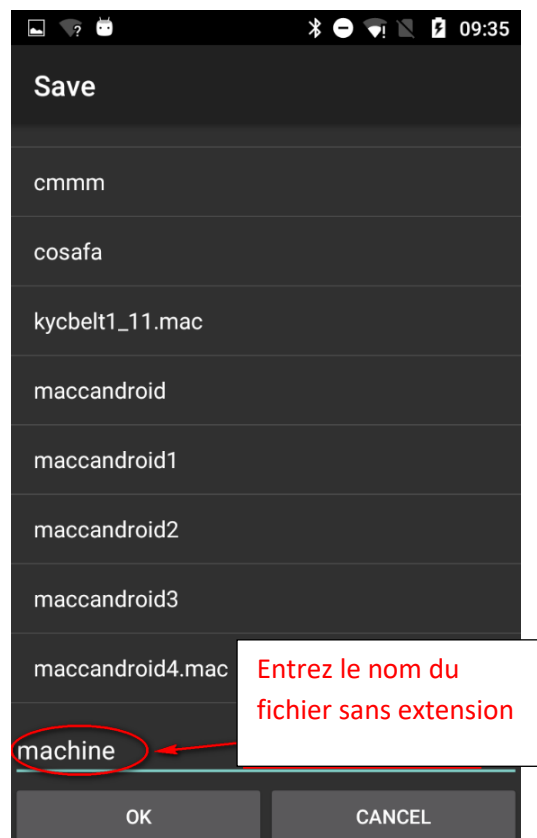 09:35
Save
cmmm
cosafa
kycbelt1_11.mac
maccandroid
maccandroid1
maccandroid2
maccandroid3
maccandroid4.mac
Entrez le nom du
fichier sans extension
machine
OK CANCEL